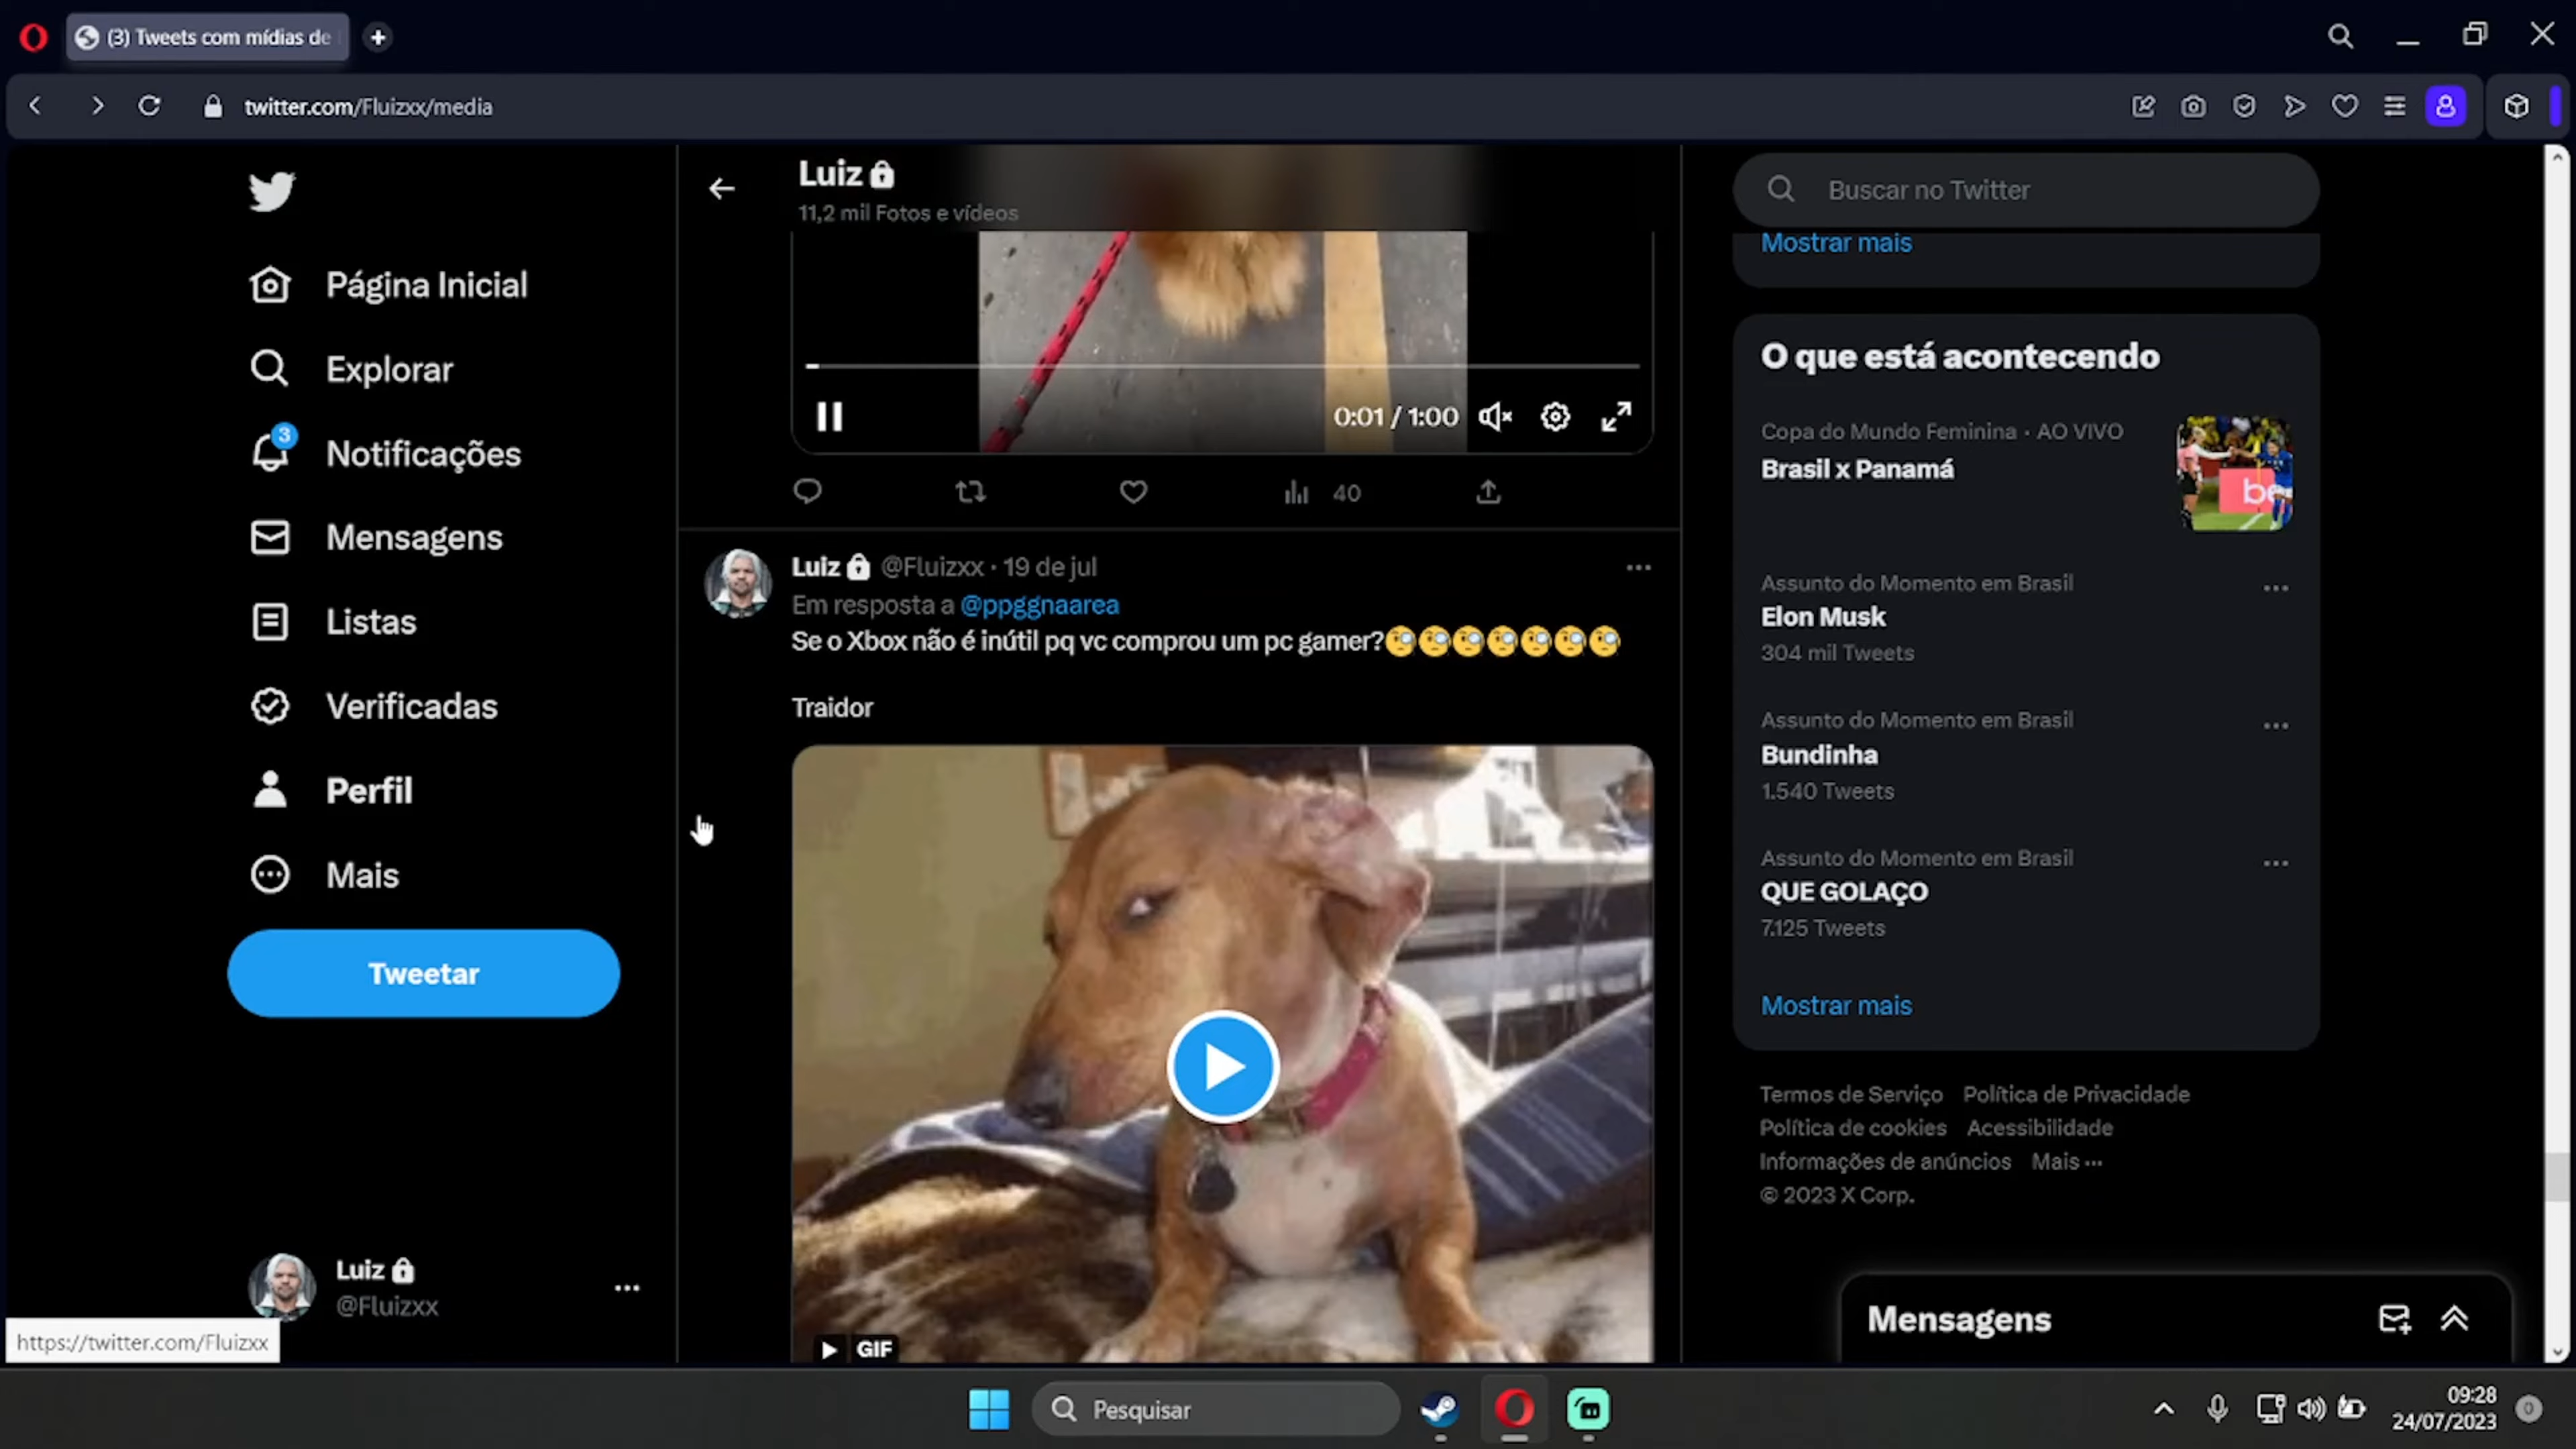 (3) Tweets com mídias de
twitter.com/Fluizxx/media
Página Inicial
Explorar
3
Notificações
Mensagens
Listas
Verificadas
Perfil
Mais
Tweetar
Luiz
@Fluizxx
https://twitter.com/Fluizxx
Luiz
11,2 mil Fotos e vídeos
0:01 / 1:00
40
Luiz @Fluizxx · 19 de jul
Em resposta a @ppggnaarea
Se o Xbox não é inútil pq vc comprou um pc gamer?🧐🧐🧐🧐🧐🧐🧐
Traidor
GIF
Buscar no Twitter
Mostrar mais
O que está acontecendo
Copa do Mundo Feminina · AO VIVO
Brasil x Panamá
be
Assunto do Momento em Brasil
Elon Musk
304 mil Tweets
Assunto do Momento em Brasil
Bundinha
1.540 Tweets
Assunto do Momento em Brasil
QUE GOLAÇO
7.125 Tweets
Mostrar mais
Termos de Serviço Política de Privacidade
Política de cookies Acessibilidade
Informações de anúncios Mais ···
© 2023 X Corp.
Mensagens
Pesquisar
09:28
24/07/2023
0